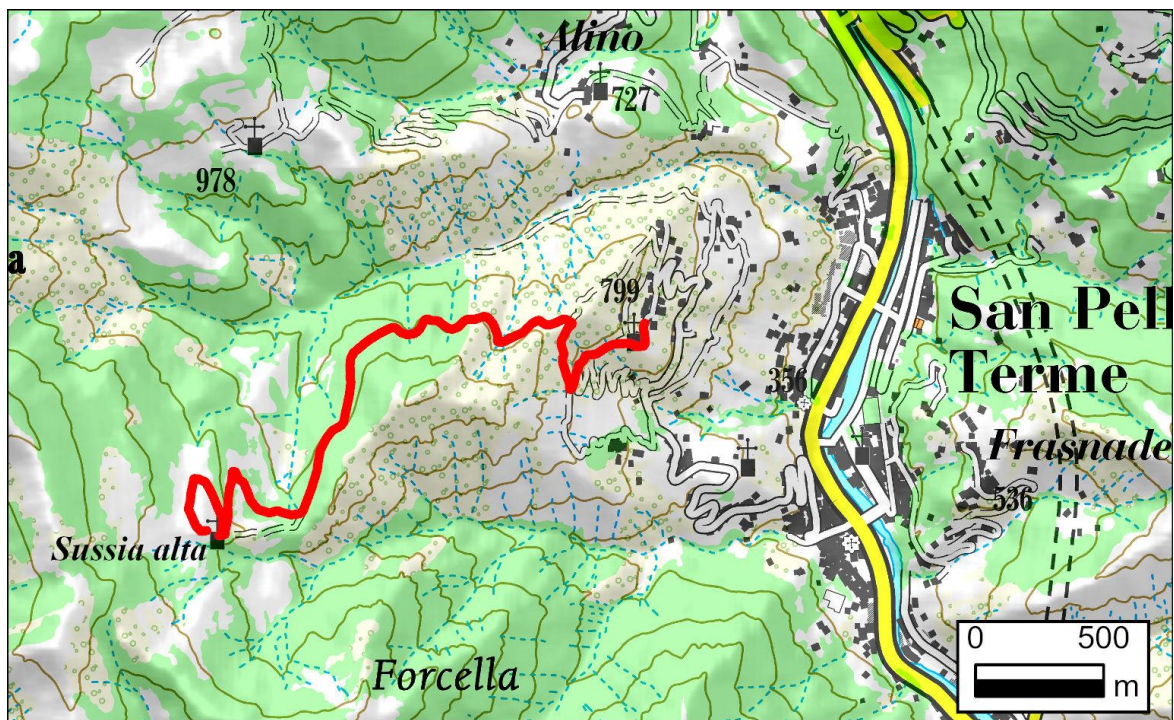 Alino
727
978
a
799
San Pell
Terme
356
Frasnade
536
Sussia alta
Forcella
0 500
m